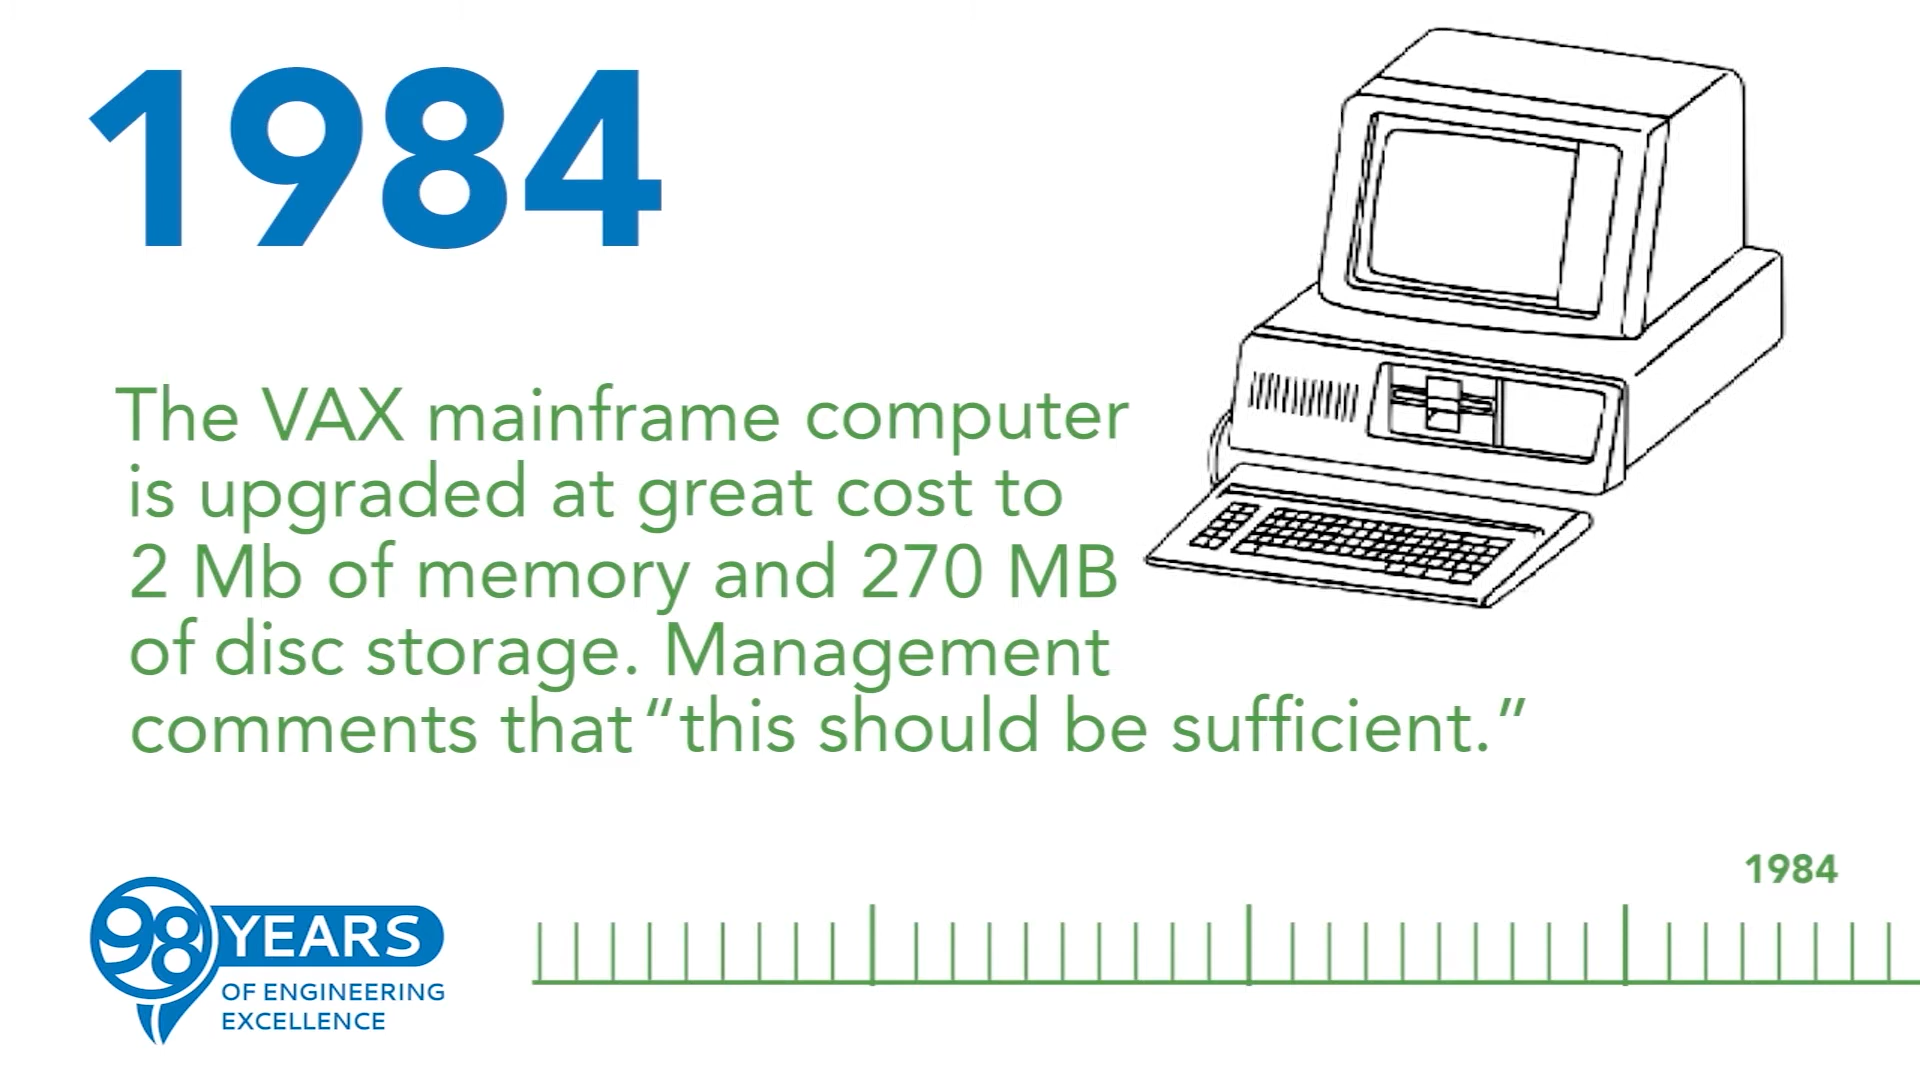 1984
The VAX mainframe computer
is upgraded at great cost to
2 Mb of memory and 270 MB
of disc storage. Management
comments that “this should be sufficient.”
1984
98 YEARS
OF ENGINEERING
EXCELLENCE